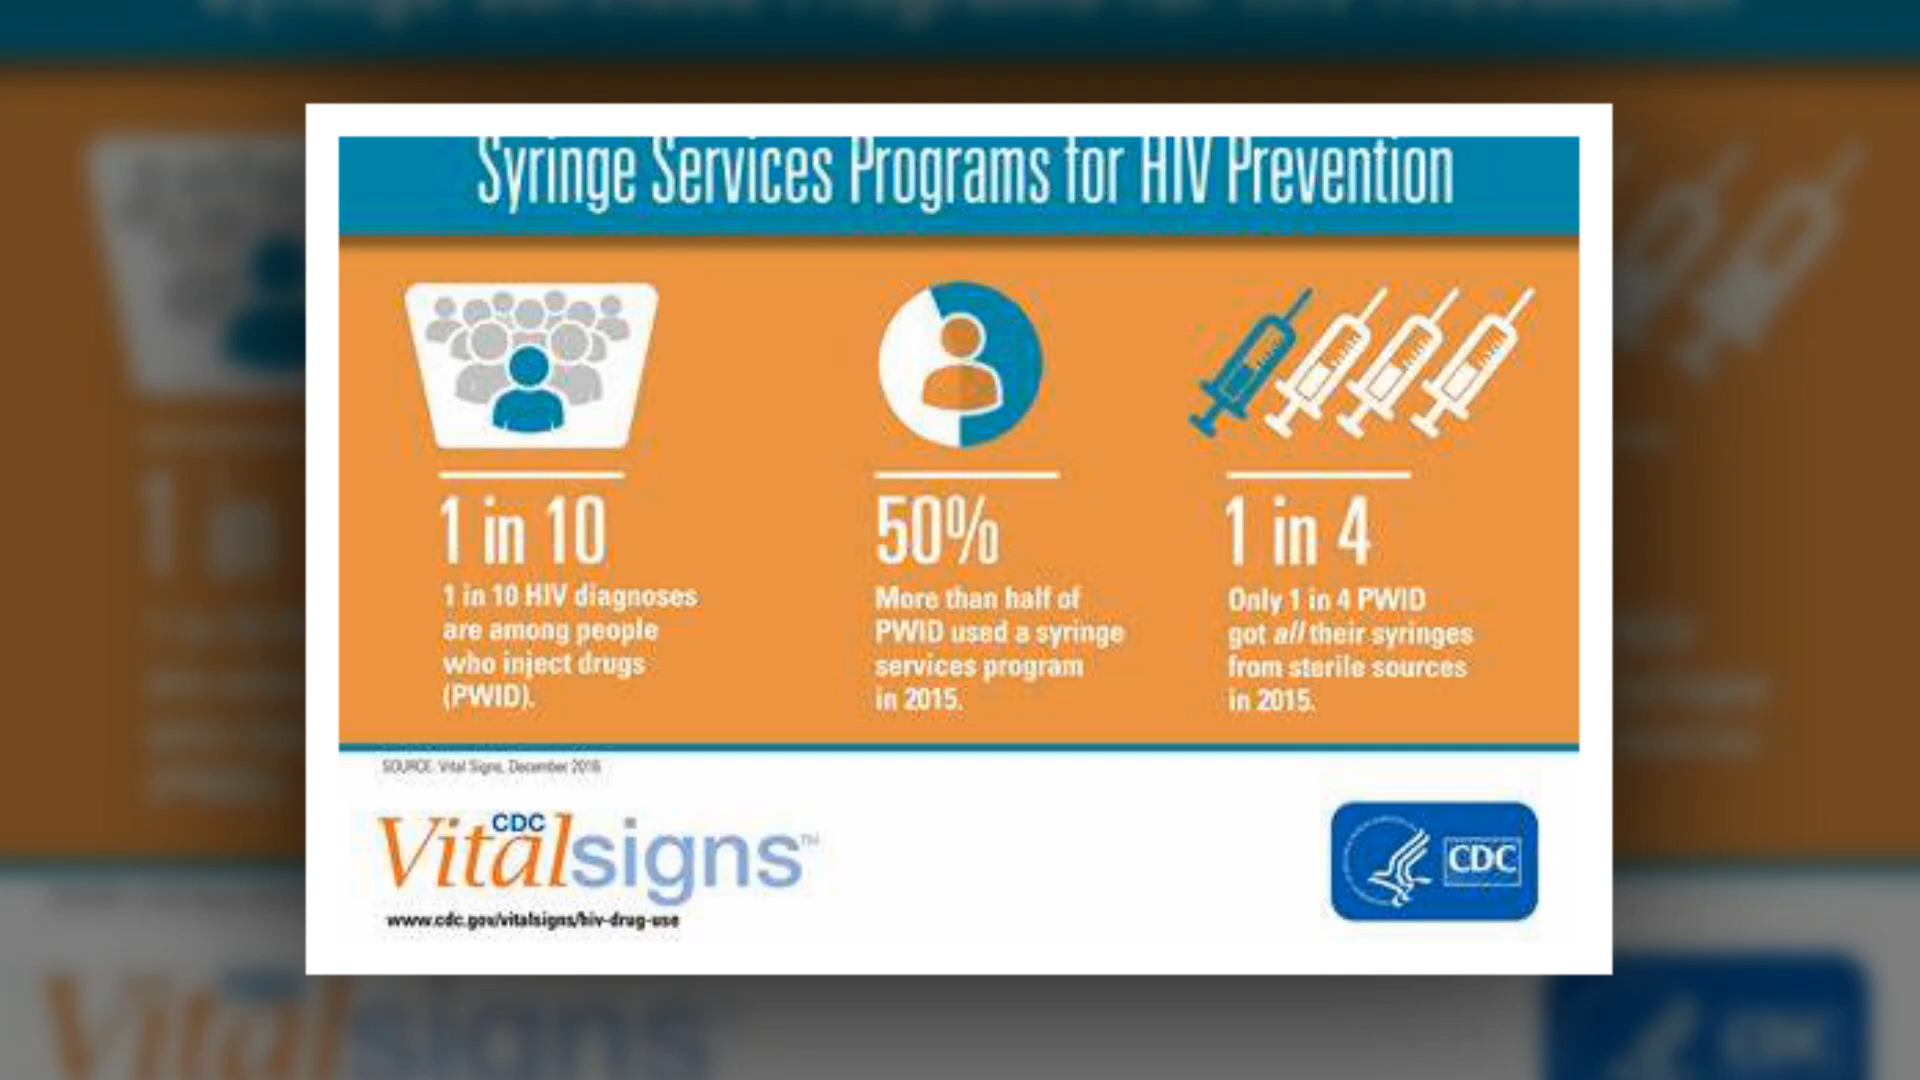 Syringe Services Programs for HIV Prevention
1 in 10
1 in 10 HIV diagnoses
are among people
who inject drugs
(PWID).
50%
More than half of
PWID used a syringe
services program
in 2015.
1 in 4
Only 1 in 4 PWID
got all their syringes
from sterile sources
in 2015.
SOURCE: Vital Signs, December 2016
CDC
Vitalsigns™
www.cdc.gov/vitalsigns/hiv-drug-use
CDC